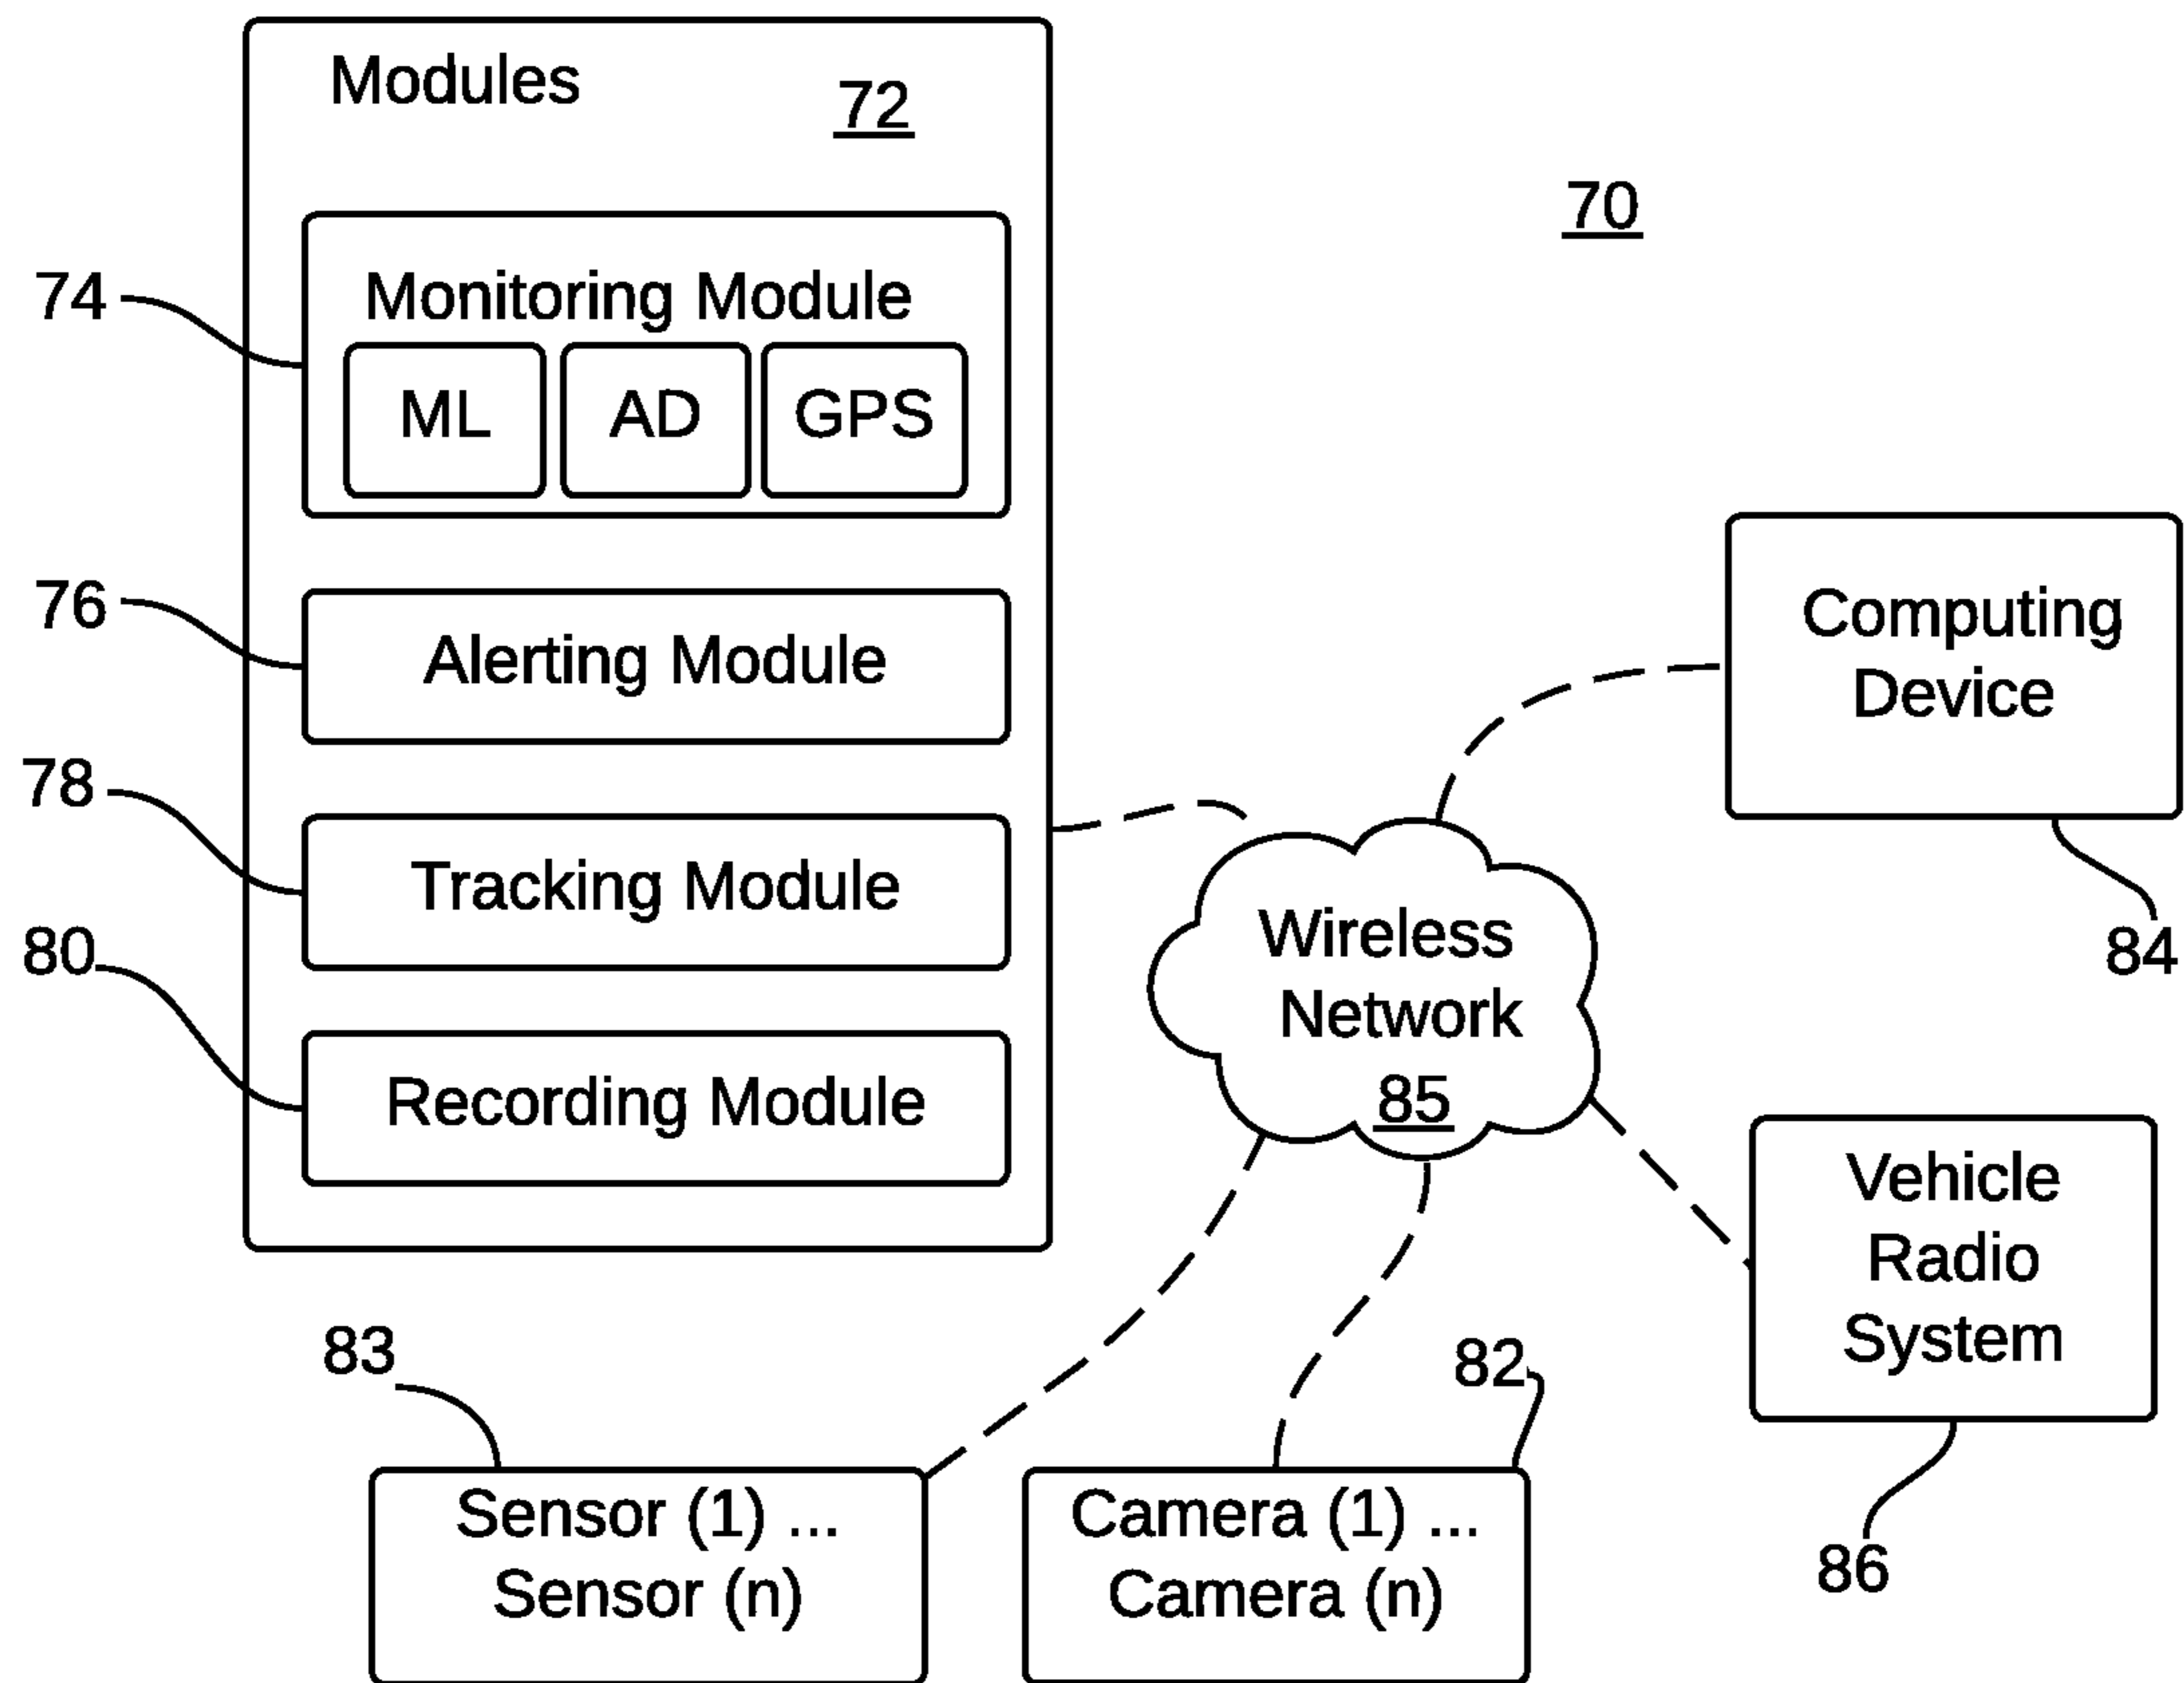 Modules
72
70
74
Monitoring Module
ML
AD
GPS
76
Alerting Module
Computing
Device
78
Tracking Module
80
Wireless
Network
85
84
Recording Module
Vehicle
Radio
System
83
82
Sensor (1) ...
Sensor (n)
Camera (1) ...
Camera (n)
86